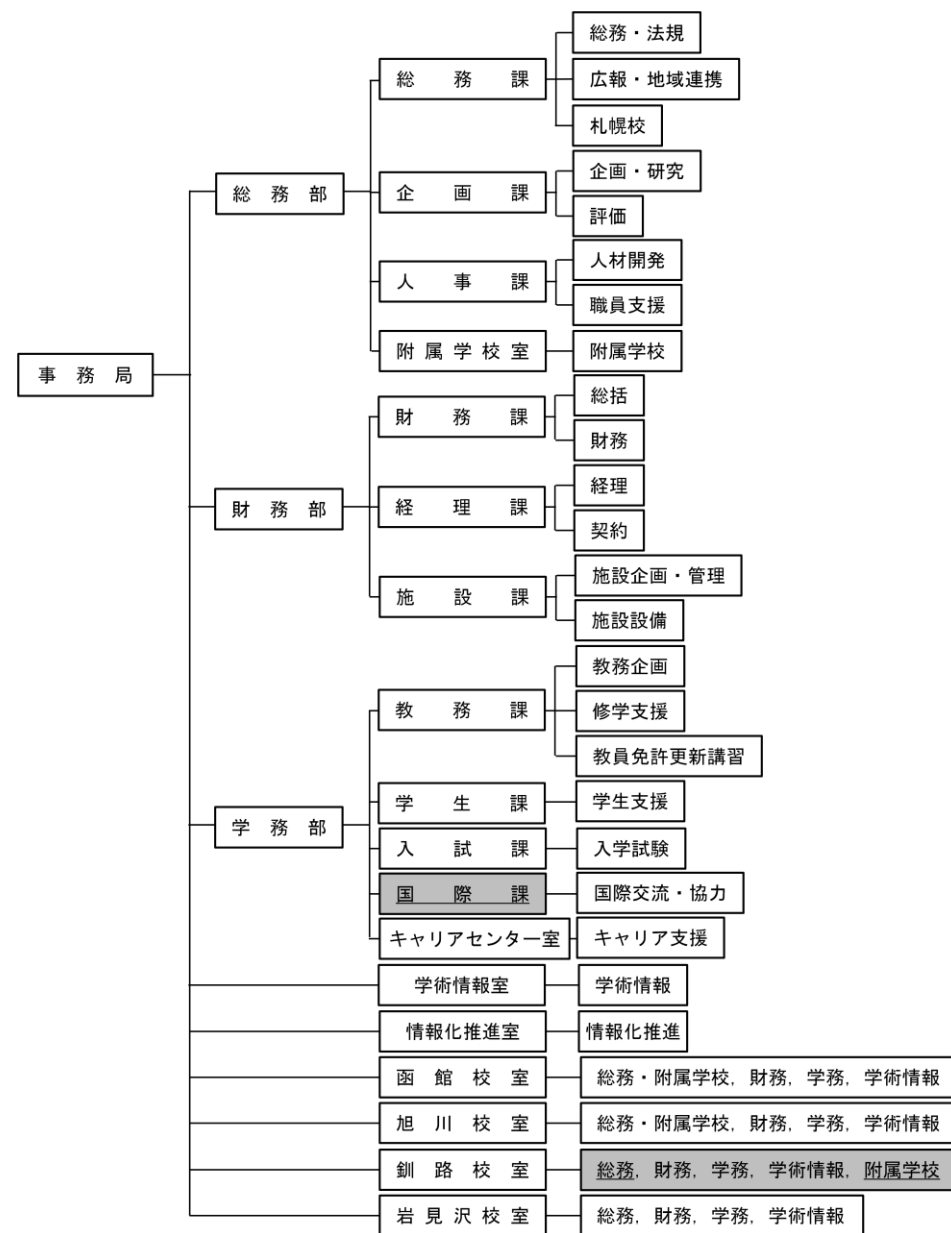 総務・法規
総務課
広報・地域連携
札幌校
企画・研究
総務部
企画課
評価
人材開発
人事課
職員支援
附属学校室
附属学校
事務局
総括
財務課
財務
経理
財務部
経理課
契約
施設企画・管理
施設課
施設設備
教務企画
教務課
修学支援
教員免許更新講習
学生課
学生支援
学務部
入試課
入学試験
国際課
国際交流・協力
キャリアセンター室
キャリア支援
学術情報室
学術情報
情報化推進室
情報化推進
函館校室
総務・附属学校，財務，学務，学術情報
旭川校室
総務・附属学校，財務，学務，学術情報
釧路校室
総務，財務，学務，学術情報，附属学校
岩見沢校室
総務，財務，学務，学術情報